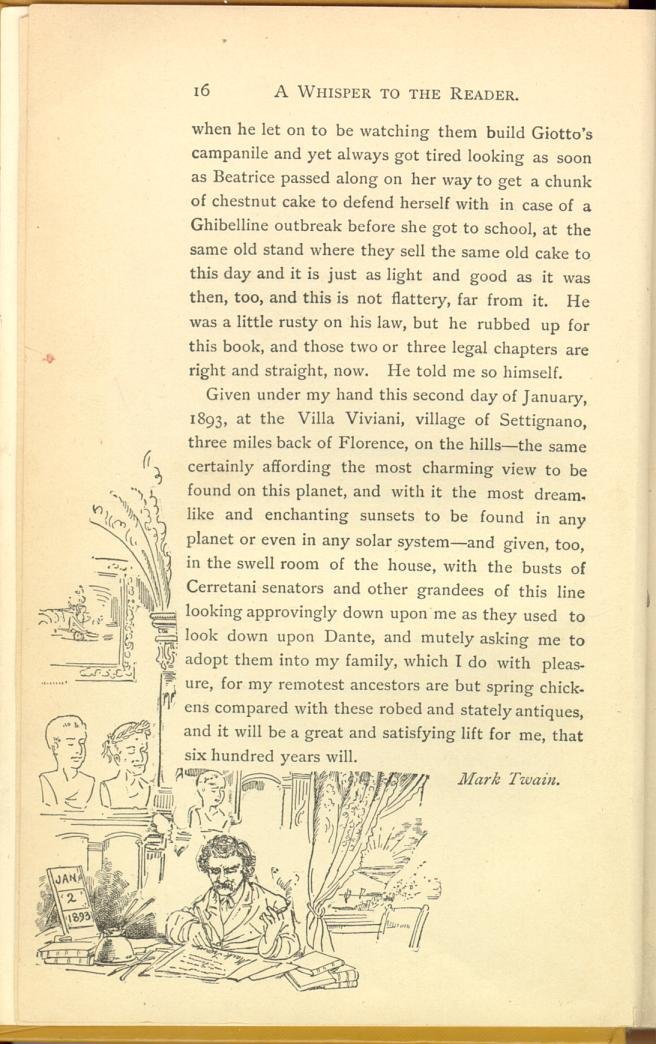 16 A WHISPER TO THE READER.
when he let on to be watching them build Giotto's
campanile and yet always got tired looking as soon
as Beatrice passed along on her way to get a chunk
of chestnut cake to defend herself with in case of a
Ghibelline outbreak before she got to school, at the
same old stand where they sell the same old cake to
this day and it is just as light and good as it was
then, too, and this is not flattery, far from it. He
was a little rusty on his law, but he rubbed up for
this book, and those two or three legal chapters are
right and straight, now. He told me so himself.
Given under my hand this second day of January,
1893, at the Villa Viviani, village of Settignano,
three miles back of Florence, on the hills—the same
certainly affording the most charming view to be
found on this planet, and with it the most dream-
like and enchanting sunsets to be found in any
planet or even in any solar system—and given, too,
in the swell room of the house, with the busts of
Cerretani senators and other grandees of this line
looking approvingly down upon me as they used to
look down upon Dante, and mutely asking me to
adopt them into my family, which I do with pleas-
ure, for my remotest ancestors are but spring chick-
ens compared with these robed and stately antiques,
and it will be a great and satisfying lift for me, that
six hundred years will.
Mark Twain.
JAN.
2
1893